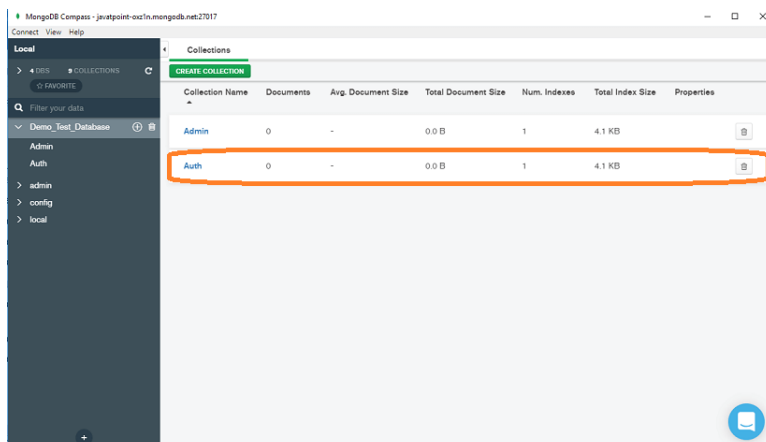 MongoDB Compass - javatpoint-oxz1n.mongodb.net:27017
Connect View Help
Local
4 DBS 9 COLLECTIONS
FAVORITE
Filter your data
Demo_Test_Database
Admin
Auth
admin
config
local
Collections
CREATE COLLECTION
Collection Name Documents Avg. Document Size Total Document Size Num. Indexes Total Index Size Properties
Admin 0 - 0.0 B 1 4.1 KB
Auth 0 - 0.0 B 1 4.1 KB